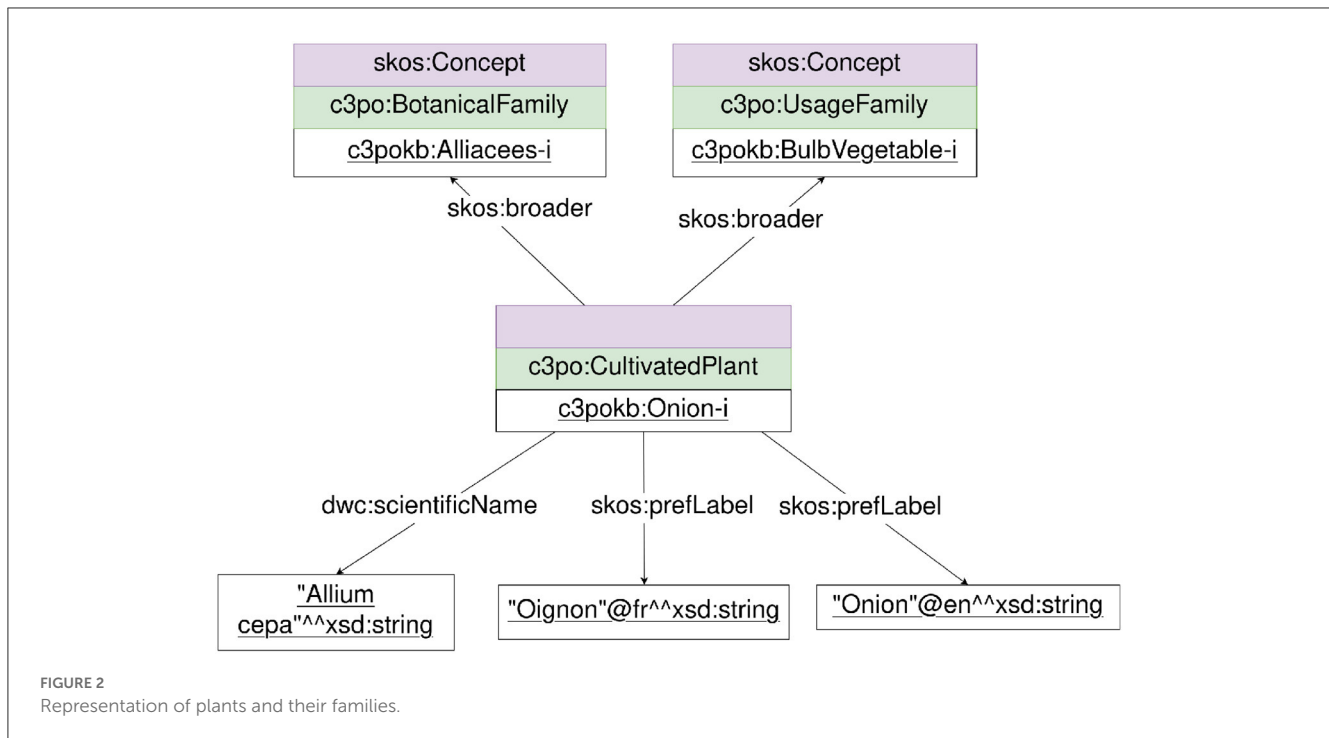 skos:Concept
c3po:BotanicalFamily
c3pokb:Alliacees-i
skos:Concept
c3po:UsageFamily
c3pokb:BulbVegetable-i
skos:broader
skos:broader
c3po:CultivatedPlant
c3pokb:Onion-i
dwc:scientificName
skos:prefLabel
skos:prefLabel
"Allium
cepa"^^xsd:string
"Oignon"@fr^^xsd:string
"Onion"@en^^xsd:string
FIGURE 2
Representation of plants and their families.